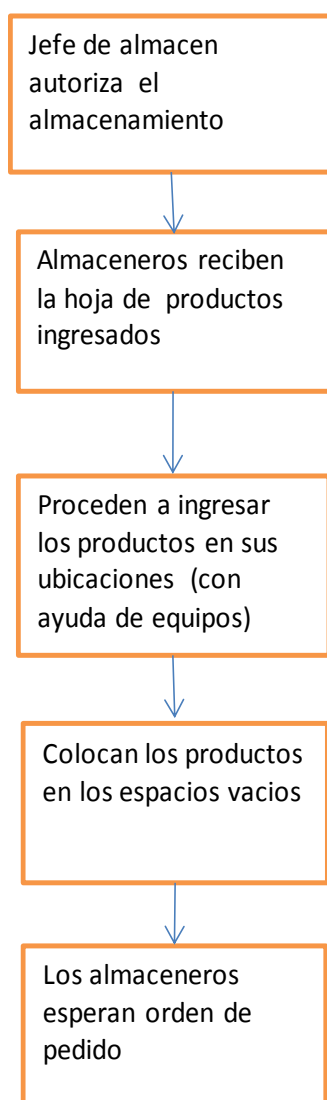 Jefe de almacen
autoriza el
almacenamiento
Almaceneros reciben
la hoja de productos
ingresados
Proceden a ingresar
los productos en sus
ubicaciones (con
ayuda de equipos)
Colocan los productos
en los espacios vacios
Los almaceneros
esperan orden de
pedido